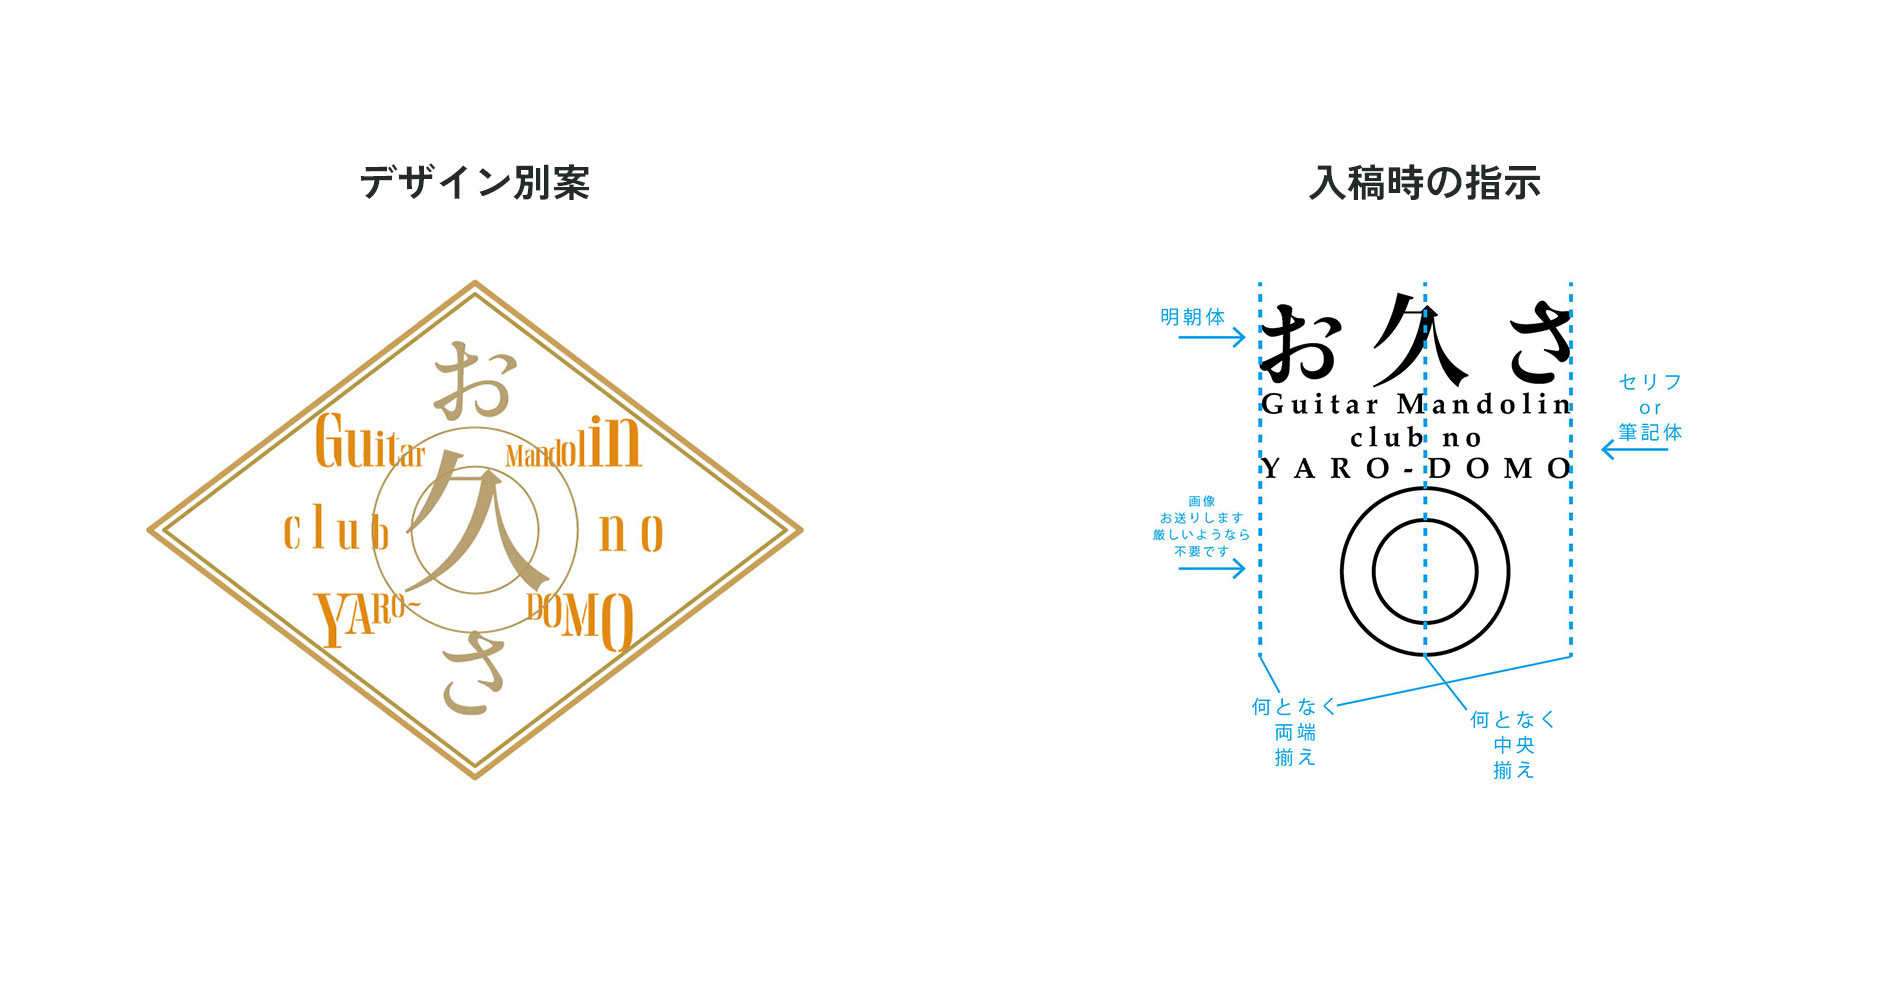 デザイン別案
お
Guitar Mandolin
久
club no
YARO~ DOMO
さ
入稿時の指示
明朝体
お久さ
Guitar Mandolin
club no
YARO-DOMO
セリフ
or
筆記体
画像
お送りします
厳しいようなら
不要です
何となく
両端
揃え
何となく
中央
揃え